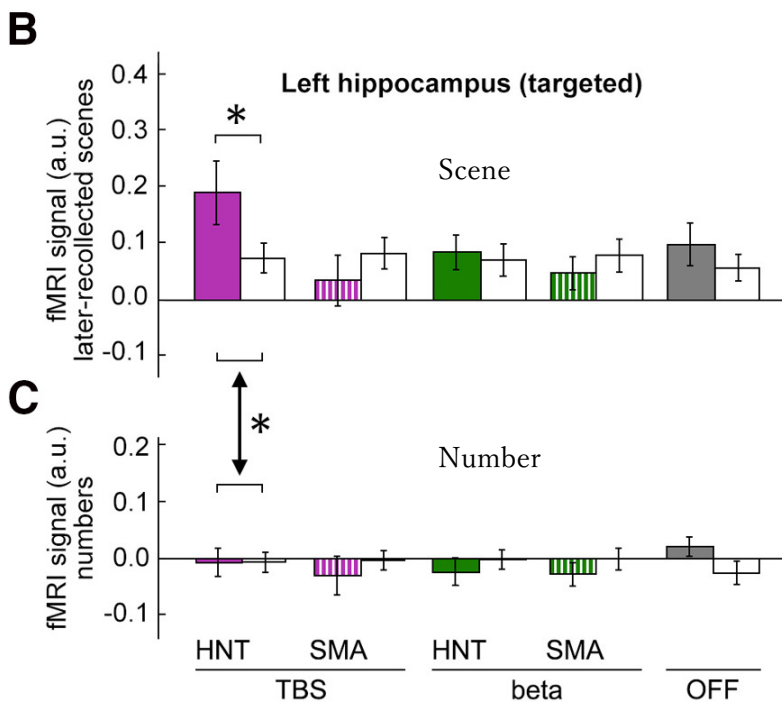 B
Left hippocampus (targeted)
fMRI signal (a.u.)
later-recollected scenes
0.4
0.3
0.2
0.1
0.0
-0.1
*
Scene
*
C
fMRI signal (a.u.)
numbers
0.2
0.1
0.0
-0.1
Number
HNT SMA HNT SMA
TBS beta OFF